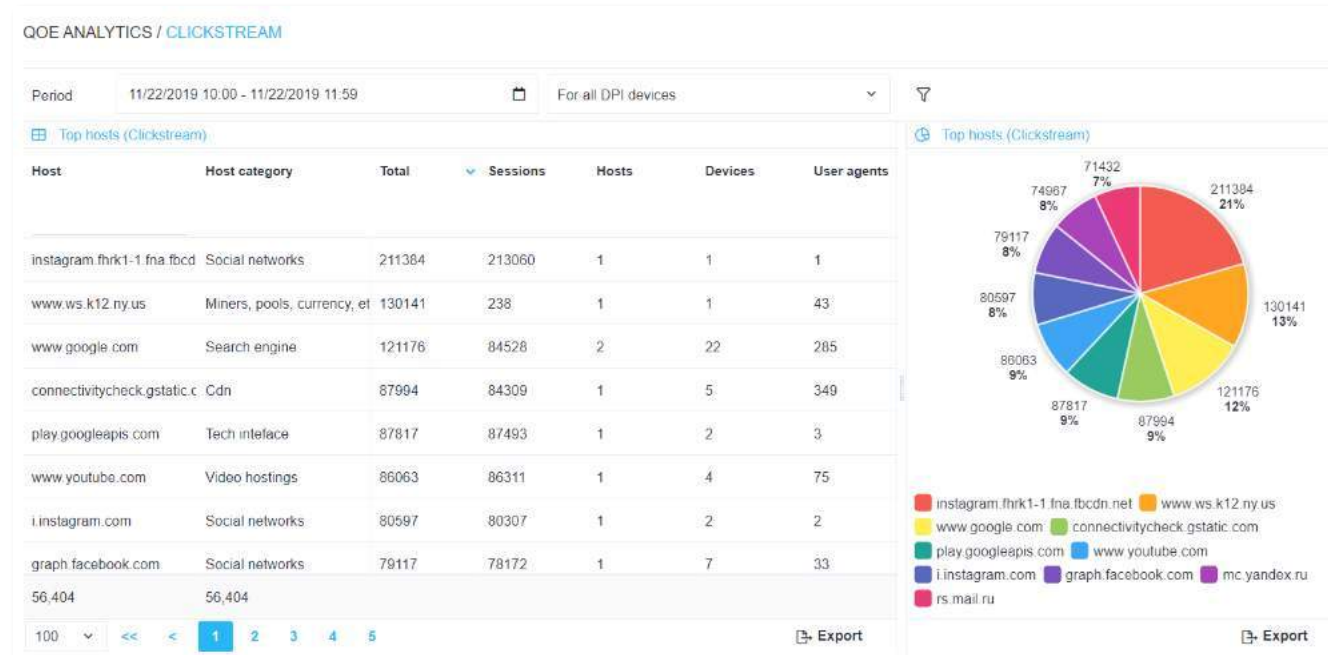 QOE ANALYTICS / CLICKSTREAM
Period 11/22/2019 10:00 - 11/22/2019 11:59 For all DPI devices
Top hosts (Clickstream)
Host Host category Total Sessions Hosts Devices User agents
instagram.fhrk1-1.fna.fbcd Social networks 211384 213060 1 1 1
www.ws.k12.ny.us Miners, pools, currency, et 130141 238 1 1 43
www.google.com Search engine 121176 84528 2 22 285
connectivitycheck.gstatic.c Cdn 87994 84309 1 5 349
play.googleapis.com Tech inteface 87817 87493 1 2 3
www.youtube.com Video hostings 86063 86311 1 4 75
i.instagram.com Social networks 80597 80307 1 2 2
graph.facebook.com Social networks 79117 78172 1 7 33
56,404 56,404
100 << < 1 2 3 4 5 Export
Top hosts (Clickstream)
71432
7%
211384
21%
74967
8%
79117
8%
80597
8%
130141
13%
86063
9%
121176
12%
87817
9%
87994
9%
instagram.fhrk1-1.fna.fbcdn.net www.ws.k12.ny.us
www.google.com connectivitycheck.gstatic.com
play.googleapis.com www.youtube.com
i.instagram.com graph.facebook.com mc.yandex.ru
rs.mail.ru
Export